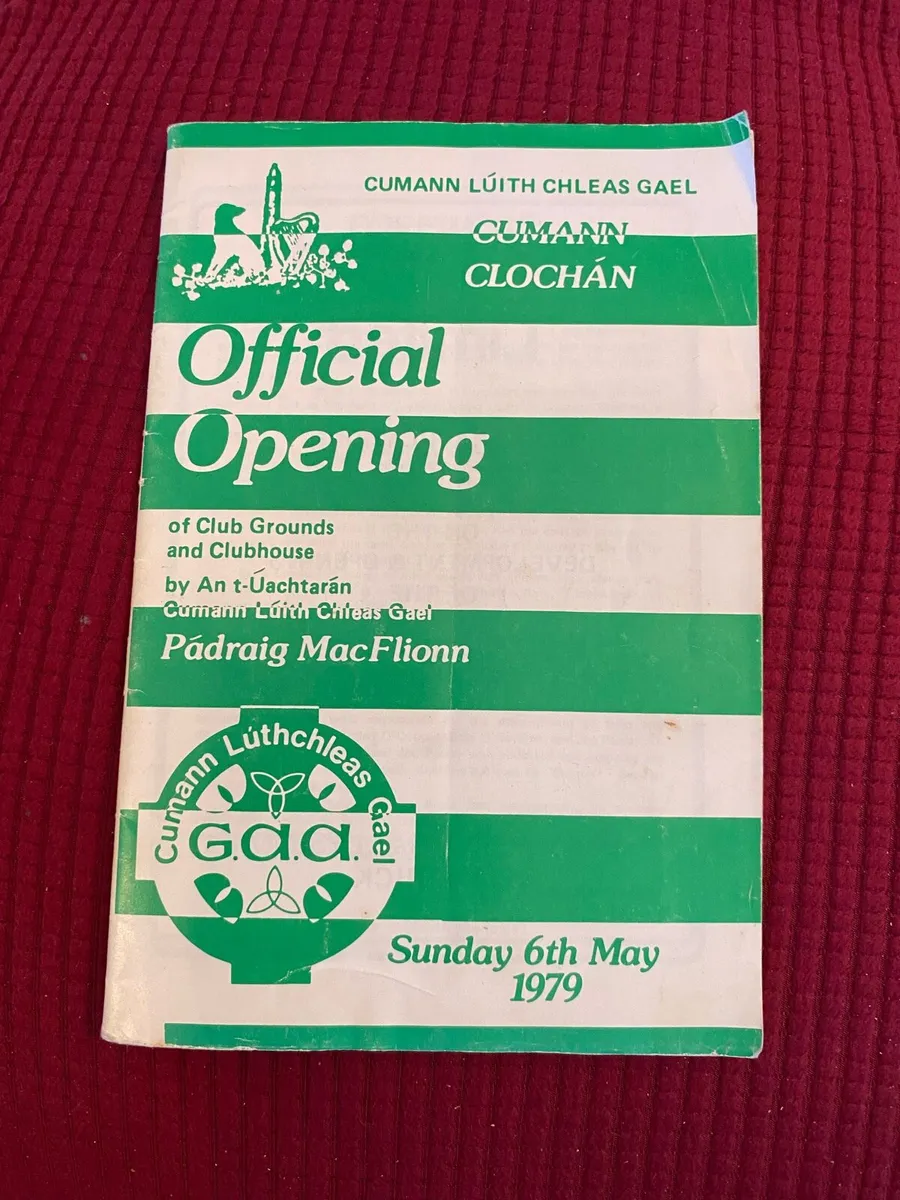 CUMANN LÚITH CHLEAS GAEL
CUMANN
CLOCHÁN
Official
Opening
of Club Grounds
and Clubhouse
by An t-Úachtarán
Cumann Lúith Chleas Gael
Pádraig MacFlionn
Cumann Lúthchleas Gael
G.a.a.
Sunday 6th May
1979